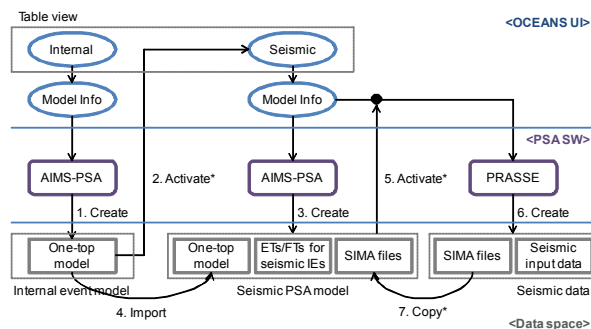 Table view
<OCEANS UI>
Internal
Seismic
Model Info
Model Info
<PSA SW>
AIMS-PSA
2. Activate*
AIMS-PSA
5. Activate*
PRASSE
1. Create
3. Create
6. Create
One-top model
One-top model
ETs/FTs for seismic IEs
SIMA files
SIMA files
Seismic input data
Internal event model
Seismic PSA model
Seismic data
4. Import
7. Copy*
<Data space>